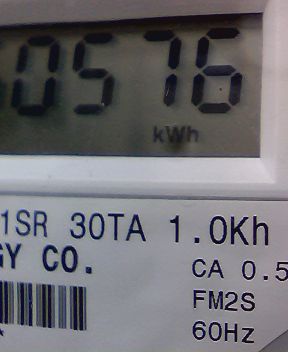 0576
kWh
1SR 30TA 1.0Kh
GY CO.
CA 0.5
FM2S
60Hz